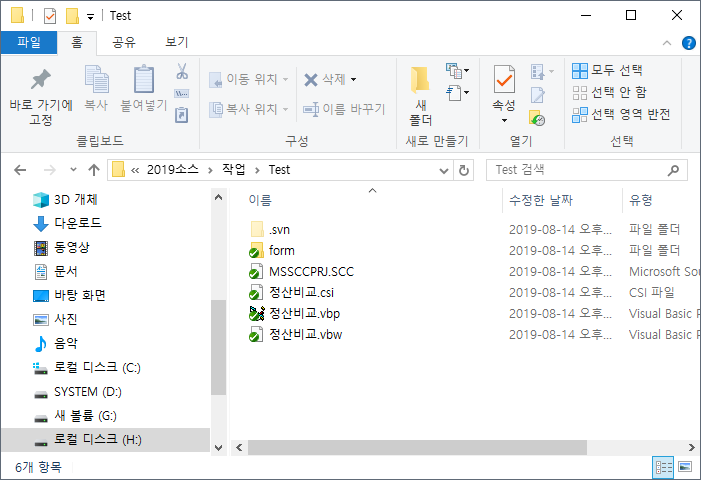 Test
파일 홈 공유 보기
바로 가기에
고정
복사
붙여넣기
클립보드
이동 위치
복사 위치
삭제
이름 바꾸기
구성
새
폴더
새로 만들기
속성
열기
모두 선택
선택 안 함
선택 영역 반전
선택
« 2019소스 › 작업 › Test
Test 검색
3D 개체
다운로드
동영상
문서
바탕 화면
사진
음악
로컬 디스크 (C:)
SYSTEM (D:)
새 볼륨 (G:)
로컬 디스크 (H:)
이름 수정한 날짜 유형
.svn 2019-08-14 오후... 파일 폴더
form 2019-08-14 오후... 파일 폴더
MSSCCPRJ.SCC 2019-08-14 오후... Microsoft Sou
정산비교.csi 2019-08-14 오후... CSI 파일
정산비교.vbp 2019-08-14 오후... Visual Basic P
정산비교.vbw 2019-08-14 오후... Visual Basic P
6개 항목